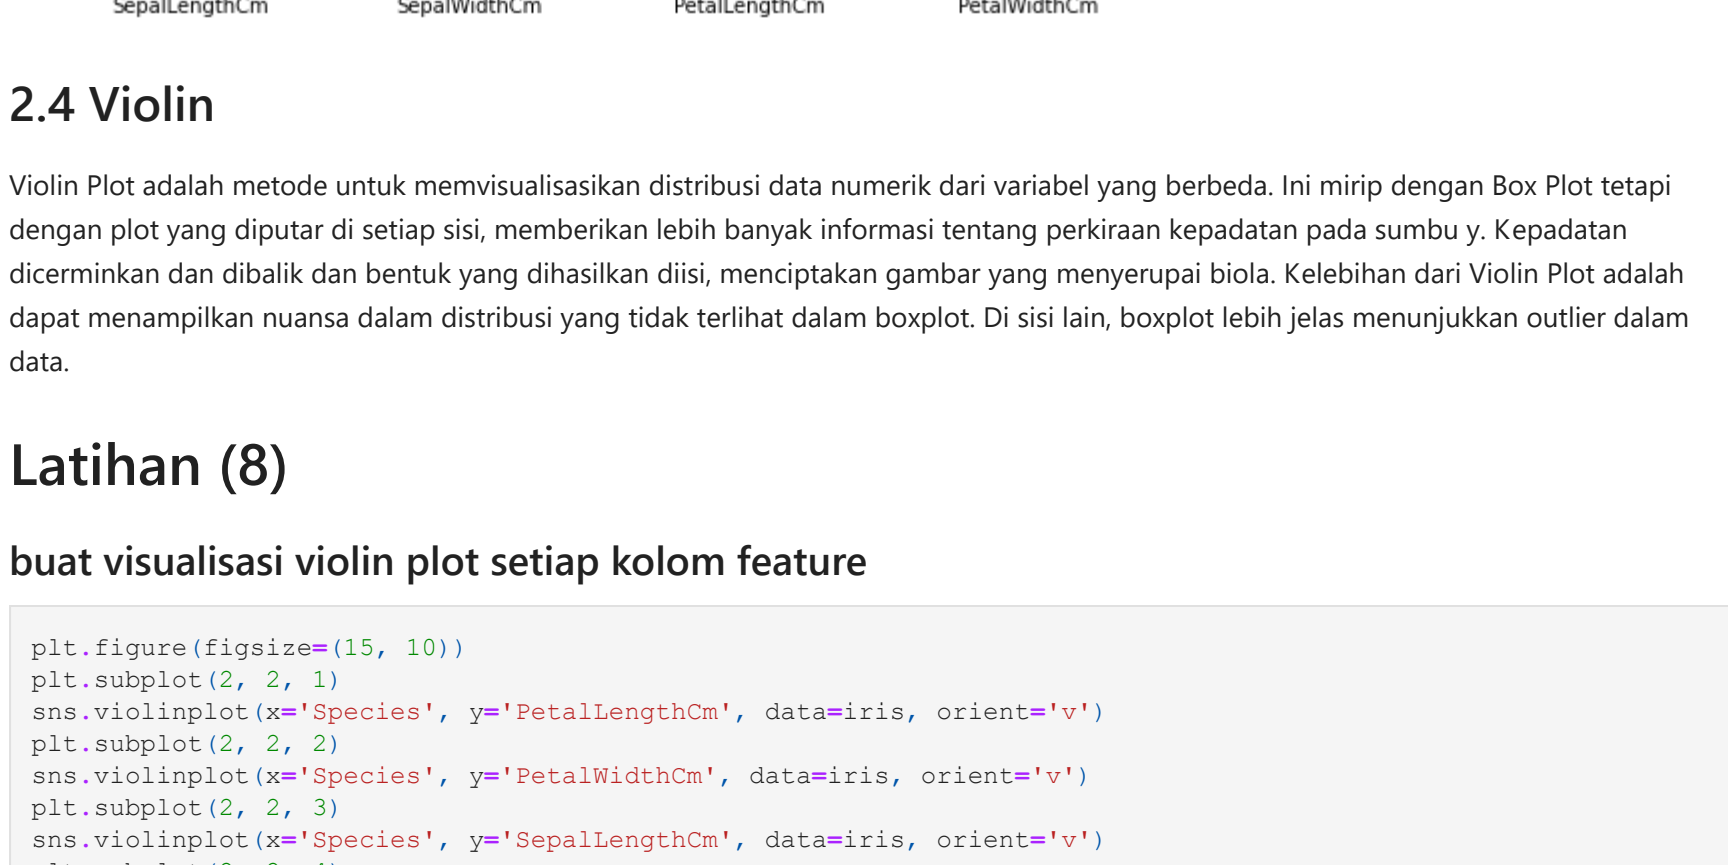 SepalLengthCm SepalWidthCm PetalLengthCm PetalWidthCm
2.4 Violin
Violin Plot adalah metode untuk memvisualisasikan distribusi data numerik dari variabel yang berbeda. Ini mirip dengan Box Plot tetapi
dengan plot yang diputar di setiap sisi, memberikan lebih banyak informasi tentang perkiraan kepadatan pada sumbu y. Kepadatan
dicerminkan dan dibalik dan bentuk yang dihasilkan diisi, menciptakan gambar yang menyerupai biola. Kelebihan dari Violin Plot adalah
dapat menampilkan nuansa dalam distribusi yang tidak terlihat dalam boxplot. Di sisi lain, boxplot lebih jelas menunjukkan outlier dalam
data.
Latihan (8)
buat visualisasi violin plot setiap kolom feature
plt.figure(figsize=(15, 10))
plt.subplot(2, 2, 1)
sns.violinplot(x='Species', y='PetalLengthCm', data=iris, orient='v')
plt.subplot(2, 2, 2)
sns.violinplot(x='Species', y='PetalWidthCm', data=iris, orient='v')
plt.subplot(2, 2, 3)
sns.violinplot(x='Species', y='SepalLengthCm', data=iris, orient='v')